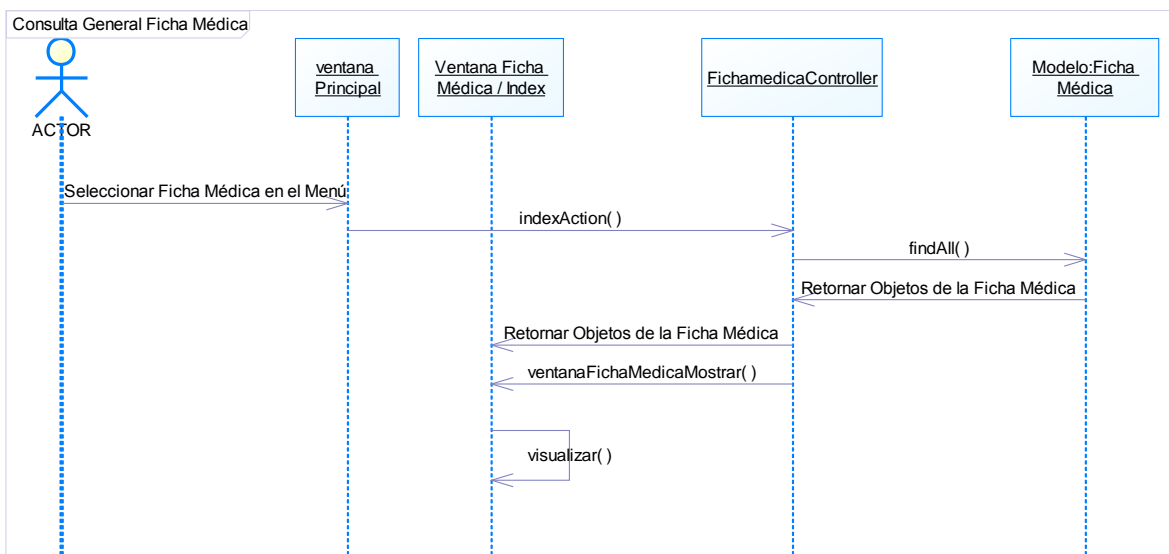 Consulta General Ficha Médica
ACTOR
ventana
Principal
Ventana Ficha
Médica / Index
FichamedicaController
Modelo:Ficha
Médica
Seleccionar Ficha Médica en el Menú
indexAction( )
findAll( )
Retornar Objetos de la Ficha Médica
Retornar Objetos de la Ficha Médica
ventanaFichaMedicaMostrar( )
visualizar( )